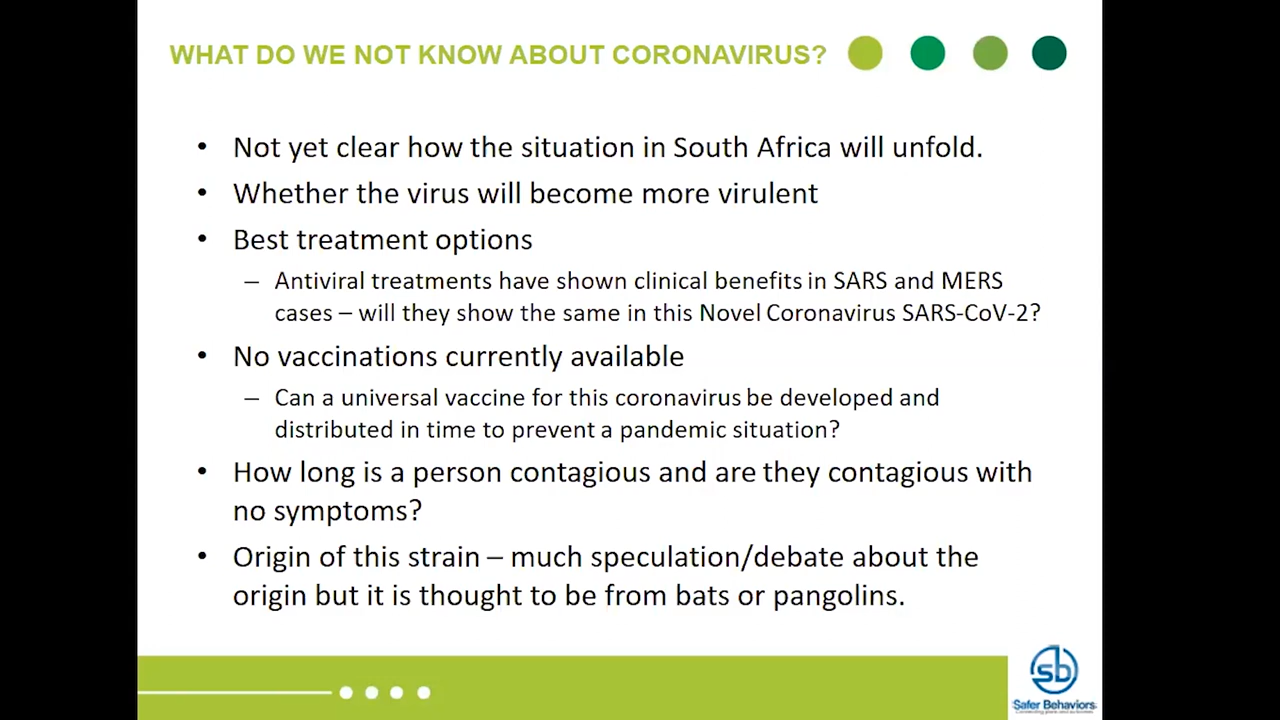 WHAT DO WE NOT KNOW ABOUT CORONAVIRUS?
• Not yet clear how the situation in South Africa will unfold.
• Whether the virus will become more virulent
• Best treatment options
– Antiviral treatments have shown clinical benefits in SARS and MERS
cases – will they show the same in this Novel Coronavirus SARS-CoV-2?
• No vaccinations currently available
– Can a universal vaccine for this coronavirus be developed and
distributed in time to prevent a pandemic situation?
• How long is a person contagious and are they contagious with
no symptoms?
• Origin of this strain – much speculation/debate about the
origin but it is thought to be from bats or pangolins.
sb
Safer Behaviors